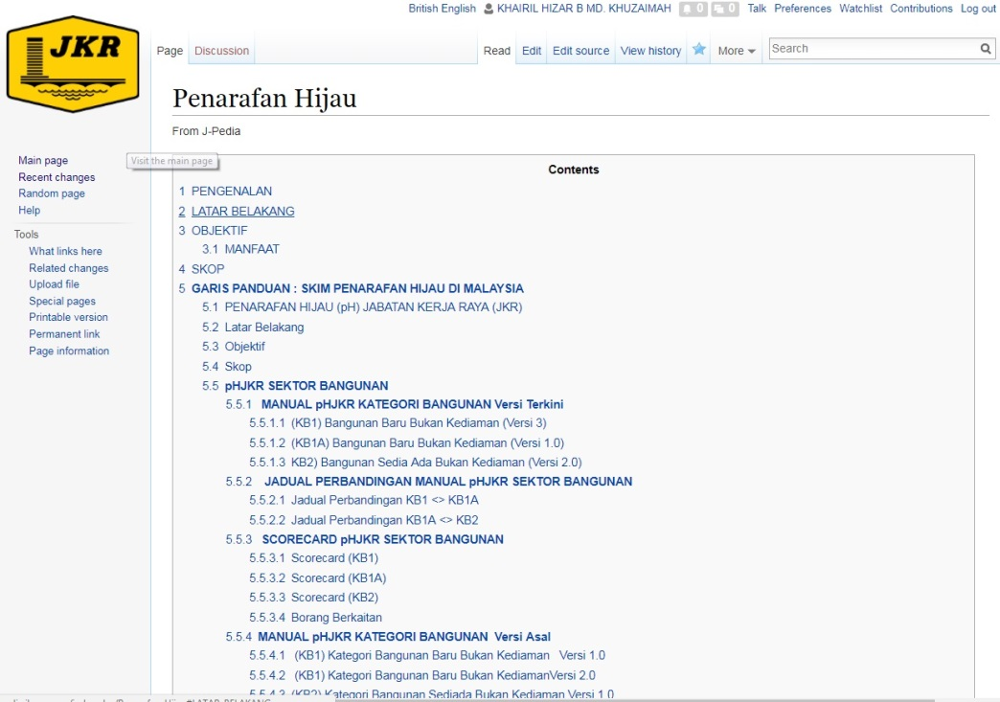 British English KHAIRIL HIZAR B MD. KHUZAIMAH 0 0 Talk Preferences Watchlist Contributions Log out
JKR
Page Discussion Read Edit Edit source View history More Search
Penarafan Hijau
From J-Pedia
Main page
Visit the main page
Recent changes
Random page
Help
Tools
What links here
Related changes
Upload file
Special pages
Printable version
Permanent link
Page information
Contents
1 PENGENALAN
2 LATAR BELAKANG
3 OBJEKTIF
3.1 MANFAAT
4 SKOP
5 GARIS PANDUAN : SKIM PENARAFAN HIJAU DI MALAYSIA
5.1 PENARAFAN HIJAU (pH) JABATAN KERJA RAYA (JKR)
5.2 Latar Belakang
5.3 Objektif
5.4 Skop
5.5 pHJKR SEKTOR BANGUNAN
5.5.1 MANUAL pHJKR KATEGORI BANGUNAN Versi Terkini
5.5.1.1 (KB1) Bangunan Baru Bukan Kediaman (Versi 3)
5.5.1.2 (KB1A) Bangunan Baru Bukan Kediaman (Versi 1.0)
5.5.1.3 KB2) Bangunan Sedia Ada Bukan Kediaman (Versi 2.0)
5.5.2 JADUAL PERBANDINGAN MANUAL pHJKR SEKTOR BANGUNAN
5.5.2.1 Jadual Perbandingan KB1 <> KB1A
5.5.2.2 Jadual Perbandingan KB1A <> KB2
5.5.3 SCORECARD pHJKR SEKTOR BANGUNAN
5.5.3.1 Scorecard (KB1)
5.5.3.2 Scorecard (KB1A)
5.5.3.3 Scorecard (KB2)
5.5.3.4 Borang Berkaitan
5.5.4 MANUAL pHJKR KATEGORI BANGUNAN Versi Asal
5.5.4.1 (KB1) Kategori Bangunan Baru Bukan Kediaman Versi 1.0
5.5.4.2 (KB1) Kategori Bangunan Baru Bukan KediamanVersi 2.0
5.5.4.3 (KB2) Kategori Bangunan Sediada Bukan Kediaman Versi 1.0